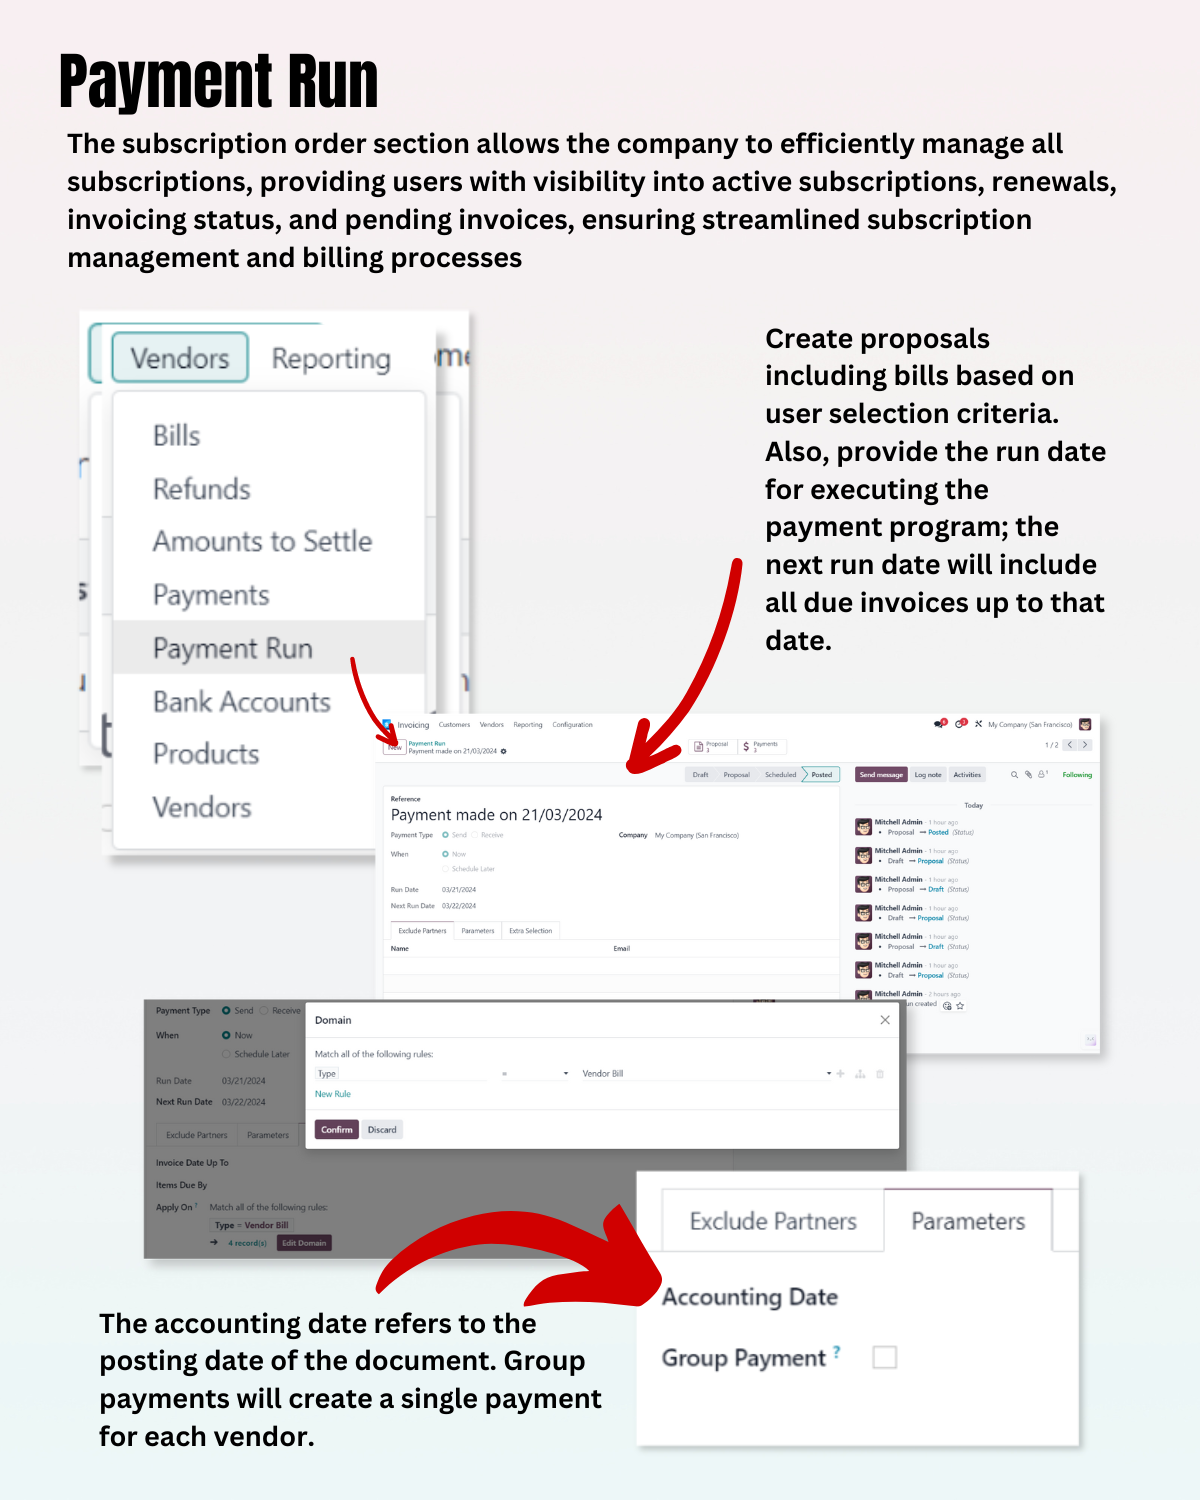 Payment Run
The subscription order section allows the company to efficiently manage all
subscriptions, providing users with visibility into active subscriptions, renewals,
invoicing status, and pending invoices, ensuring streamlined subscription
management and billing processes
Vendors Reporting
Bills
Refunds
Amounts to Settle
Payments
Payment Run
Bank Accounts
Products
Vendors
Create proposals
including bills based on
user selection criteria.
Also, provide the run date
for executing the
payment program; the
next run date will include
all due invoices up to that
date.
Invoicing Customers Vendors Reporting Configuration
My Company (San Francisco)
New Payment Run
Payment made on 21/03/2024
Proposal
Payments
3
1 / 2
Draft Proposal Scheduled Posted
Send message Log note Activities
Following
Reference
Payment made on 21/03/2024
Payment Type Send Receive
Company My Company (San Francisco)
When Now
Schedule Later
Run Date 03/21/2024
Next Run Date 03/22/2024
Exclude Partners Parameters Extra Selection
Name Email
Today
Mitchell Admin - 1 hour ago
• Proposal → Posted (Status)
Mitchell Admin - 1 hour ago
• Draft → Proposal (Status)
Mitchell Admin - 1 hour ago
• Proposal → Draft (Status)
Mitchell Admin - 1 hour ago
• Draft → Proposal (Status)
Mitchell Admin - 1 hour ago
• Proposal → Draft (Status)
Mitchell Admin - 1 hour ago
• Draft → Proposal (Status)
Mitchell Admin - 2 hours ago
created
Payment Type Send Receive
When Now
Schedule Later
Run Date 03/21/2024
Next Run Date 03/22/2024
Exclude Partners Parameters
Invoice Date Up To
Items Due By
Apply On ? Match all of the following rules:
Type = Vendor Bill
→ 4 record(s) Edit Domain
Domain
Match all of the following rules:
Type = Vendor Bill
New Rule
Confirm Discard
Exclude Partners Parameters
Accounting Date
Group Payment ?
The accounting date refers to the
posting date of the document. Group
payments will create a single payment
for each vendor.